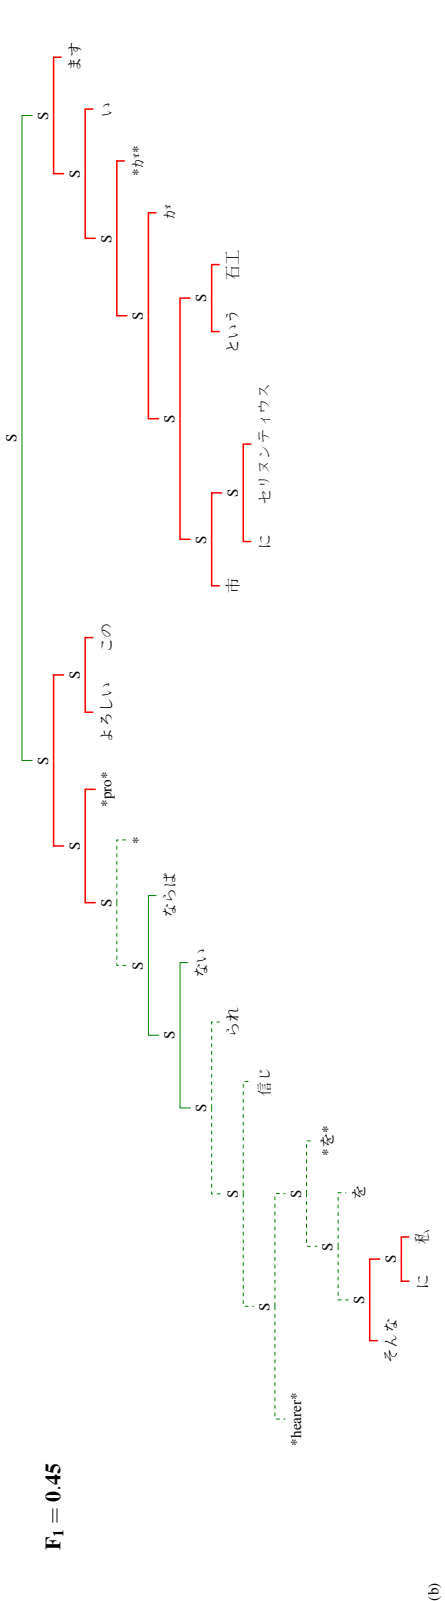 S
S S
F₁ = 0.45
S S S ます
S *pro* よろしい この S い
S * S *が*
S ならば S が
S ない S S
S られ 市 S という 石工
S 信じ に セリヌンティウス
*hearer* S
S *を*
S を
そんな S
に 私
(b)